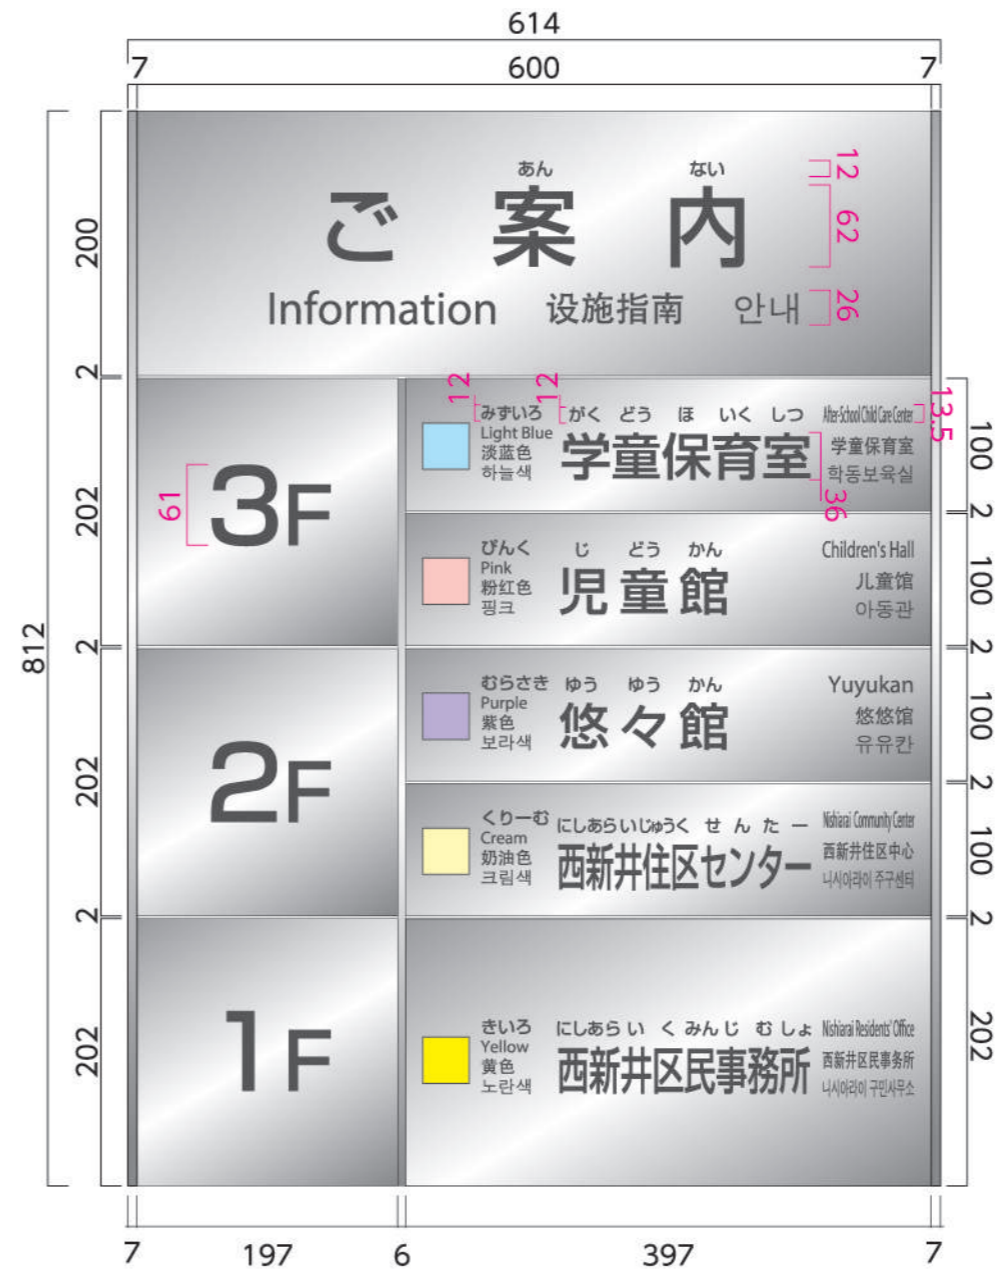 614
7 600 7
812
200
あん ない
ご 案 内
Information 设施指南 안내
12
62
26
2
202
61
3F
12
みずいろ
Light Blue
淡蓝色
하늘색
12
がく どう ほ いく しつ
学童保育室
36
After-School Child Care Center
学童保育室
학동보육실
13.5
100
2
ぴんく
Pink
粉红色
핑크
じ どう かん
児童館
Children's Hall
儿童馆
아동관
100
2
2
202
2F
むらさき
Purple
紫色
보라색
ゆう ゆう かん
悠々館
Yuyukan
悠悠馆
유유칸
100
2
くりーむ
Cream
奶油色
크림색
にしあらいじゅうく せ ん た ー
西新井住区センター
Nishiarai Community Center
西新井住区中心
니시아라이 주구센터
100
2
2
202
1F
きいろ
Yellow
黄色
노란색
にしあらい く みんじ む しょ
西新井区民事務所
Nishiarai Residents' Office
西新井区民事务所
니시아라이 구민사무소
202
7 197 6 397 7